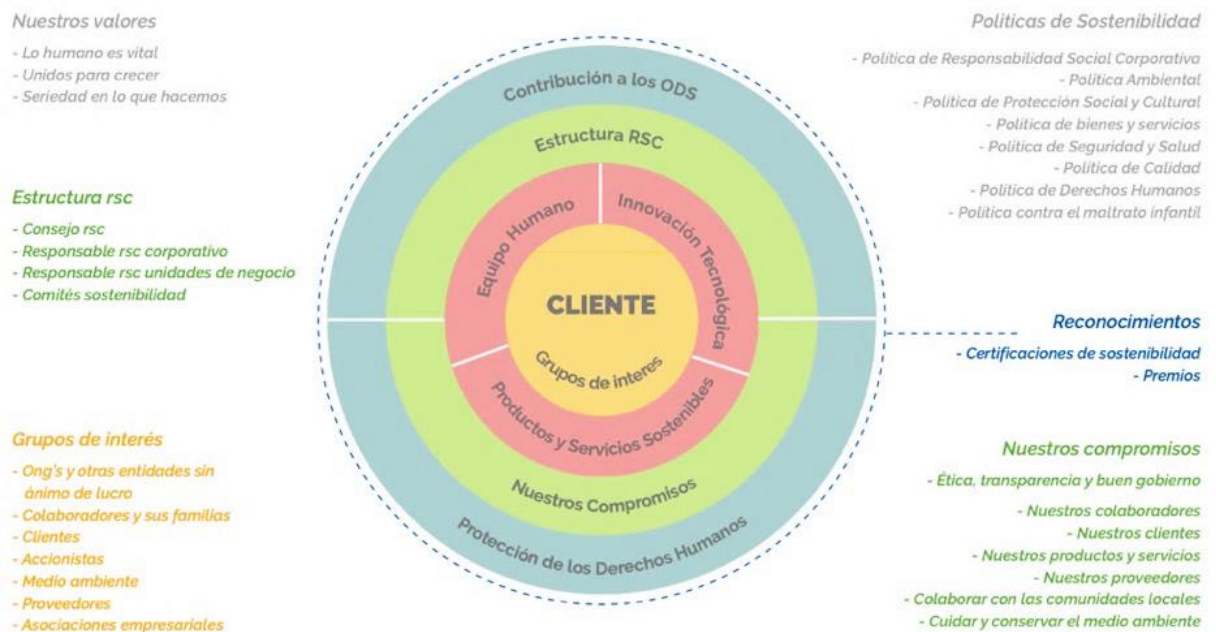 Nuestros valores
- Lo humano es vital
- Unidos para crecer
- Seriedad en lo que hacemos
Estructura rsc
- Consejo rsc
- Responsable rsc corporativo
- Responsable rsc unidades de negocio
- Comités sostenibilidad
Grupos de interés
- Ong's y otras entidades sin
ánimo de lucro
- Colaboradores y sus familias
- Clientes
- Accionistas
- Medio ambiente
- Proveedores
- Asociaciones empresariales
Contribución a los ODS
Estructura RSC
Equipo Humano
Innovación Tecnológica
CLIENTE
Grupos de interes
Productos y Servicios Sostenibles
Nuestros Compromisos
Protección de los Derechos Humanos
Políticas de Sostenibilidad
- Política de Responsabilidad Social Corporativa
- Política Ambiental
- Política de Protección Social y Cultural
- Política de bienes y servicios
- Política de Seguridad y Salud
- Política de Calidad
- Política de Derechos Humanos
- Política contra el maltrato infantil
Reconocimientos
- Certificaciones de sostenibilidad
- Premios
Nuestros compromisos
- Ética, transparencia y buen gobierno
- Nuestros colaboradores
- Nuestros clientes
- Nuestros productos y servicios
- Nuestros proveedores
- Colaborar con las comunidades locales
- Cuidar y conservar el medio ambiente